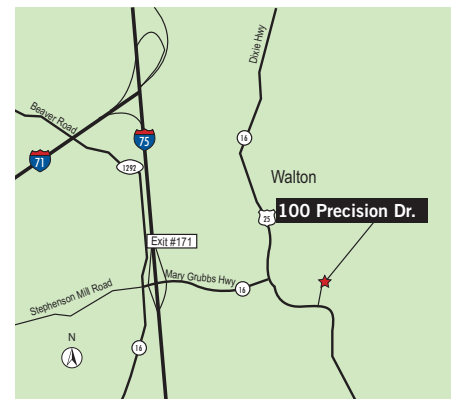 Dixie Hwy
Beaver Road
16
75
71
1292
Walton
25
100 Precision Dr.
Exit #171
Mary Grubbs Hwy
16
Stephenson Mill Road
N
16